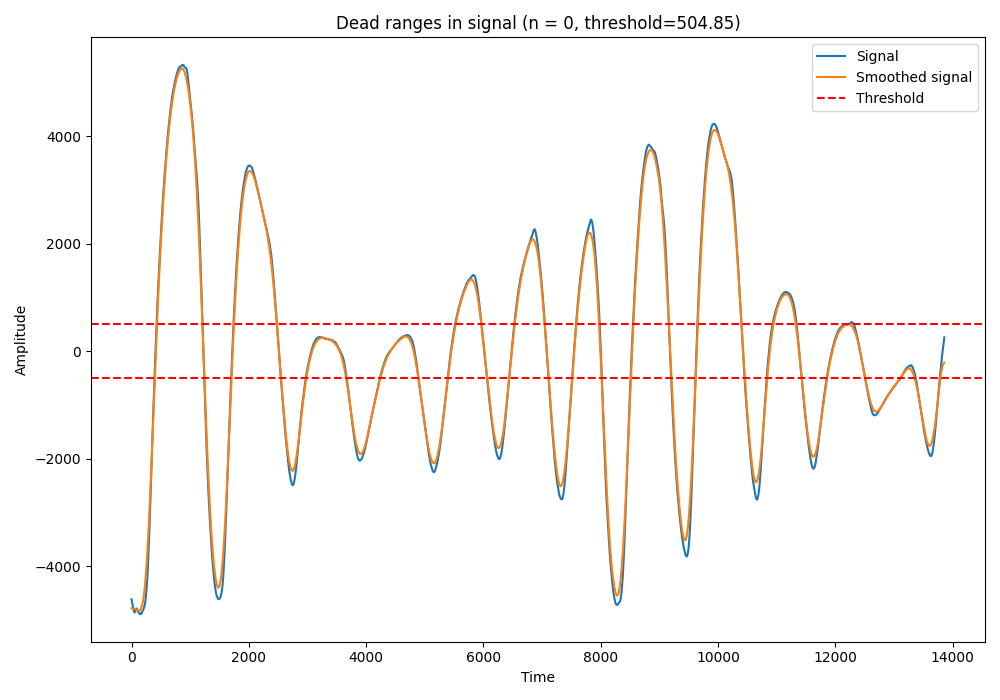 Dead ranges in signal (n = 0, threshold=504.85)
Signal
Smoothed signal
Threshold
Amplitude
4000
2000
0
−2000
−4000
0 2000 4000 6000 8000 10000 12000 14000
Time